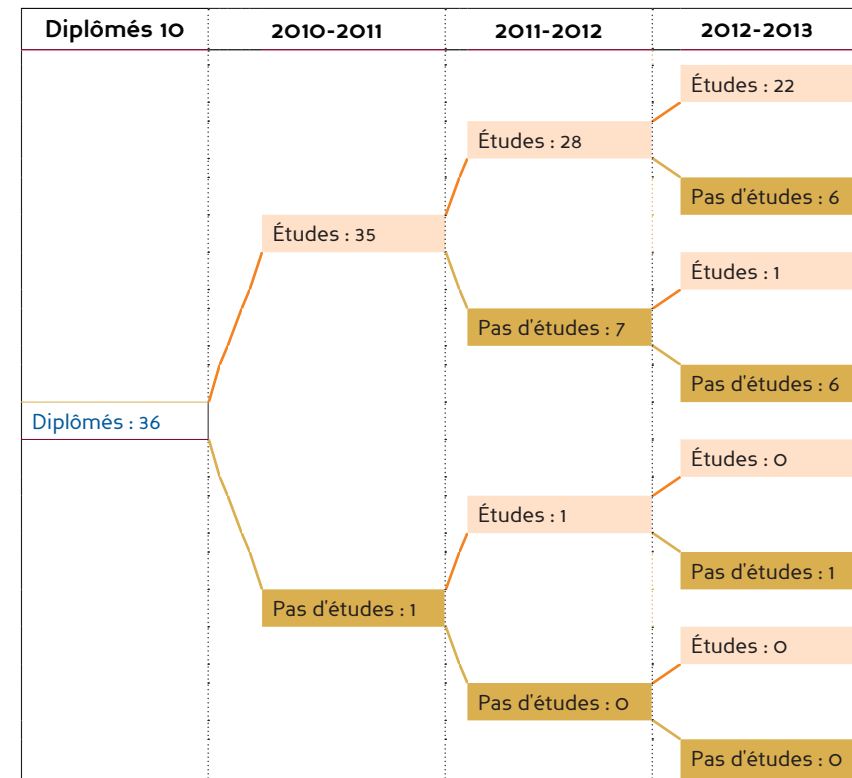 Diplômés 10 2010-2011 2011-2012 2012-2013
Études : 22
Études : 28
Pas d'études : 6
Études : 35
Études : 1
Pas d'études : 7
Pas d'études : 6
Diplômés : 36
Études : 0
Études : 1
Pas d'études : 1
Pas d'études : 1
Études : 0
Pas d'études : 0
Pas d'études : 0